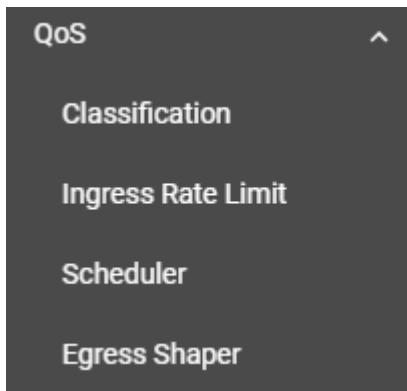 QoS
Classification
Ingress Rate Limit
Scheduler
Egress Shaper